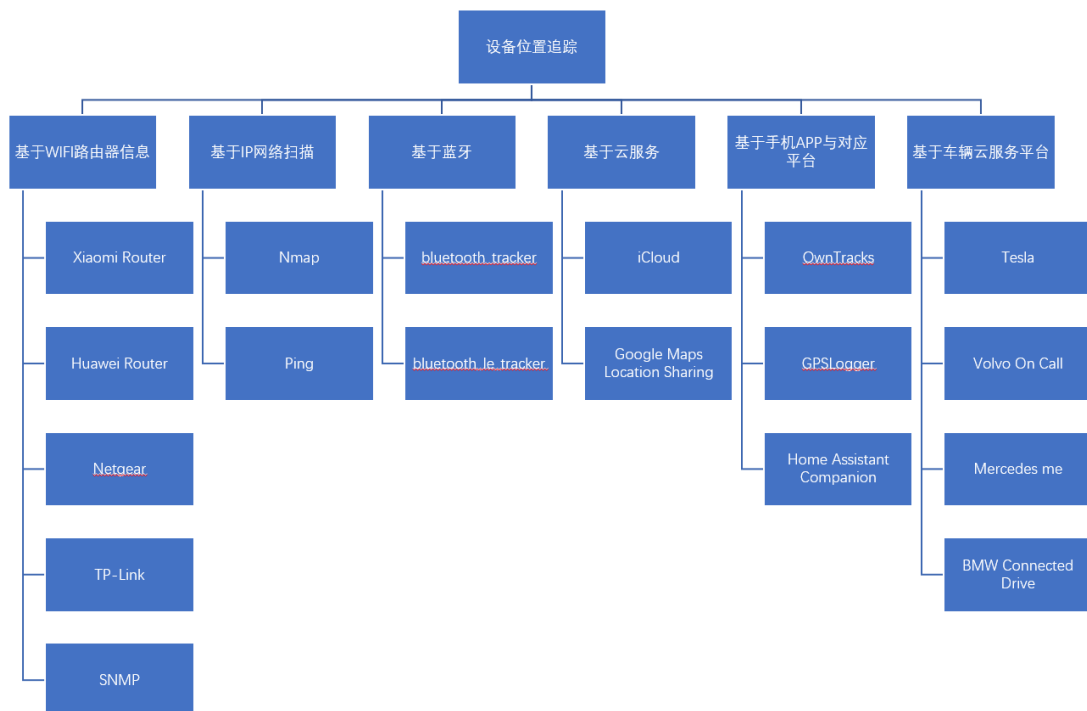 设备位置追踪
基于WIFI路由器信息
基于IP网络扫描
基于蓝牙
基于云服务
基于手机APP与对应
平台
基于车辆云服务平台
Xiaomi Router
Nmap
bluetooth_tracker
iCloud
OwnTracks
Tesla
Huawei Router
Ping
bluetooth_le_tracker
Google Maps
Location Sharing
GPSLogger
Volvo On Call
Netgear
Home Assistant
Companion
Mercedes me
TP-Link
BMW Connected
Drive
SNMP